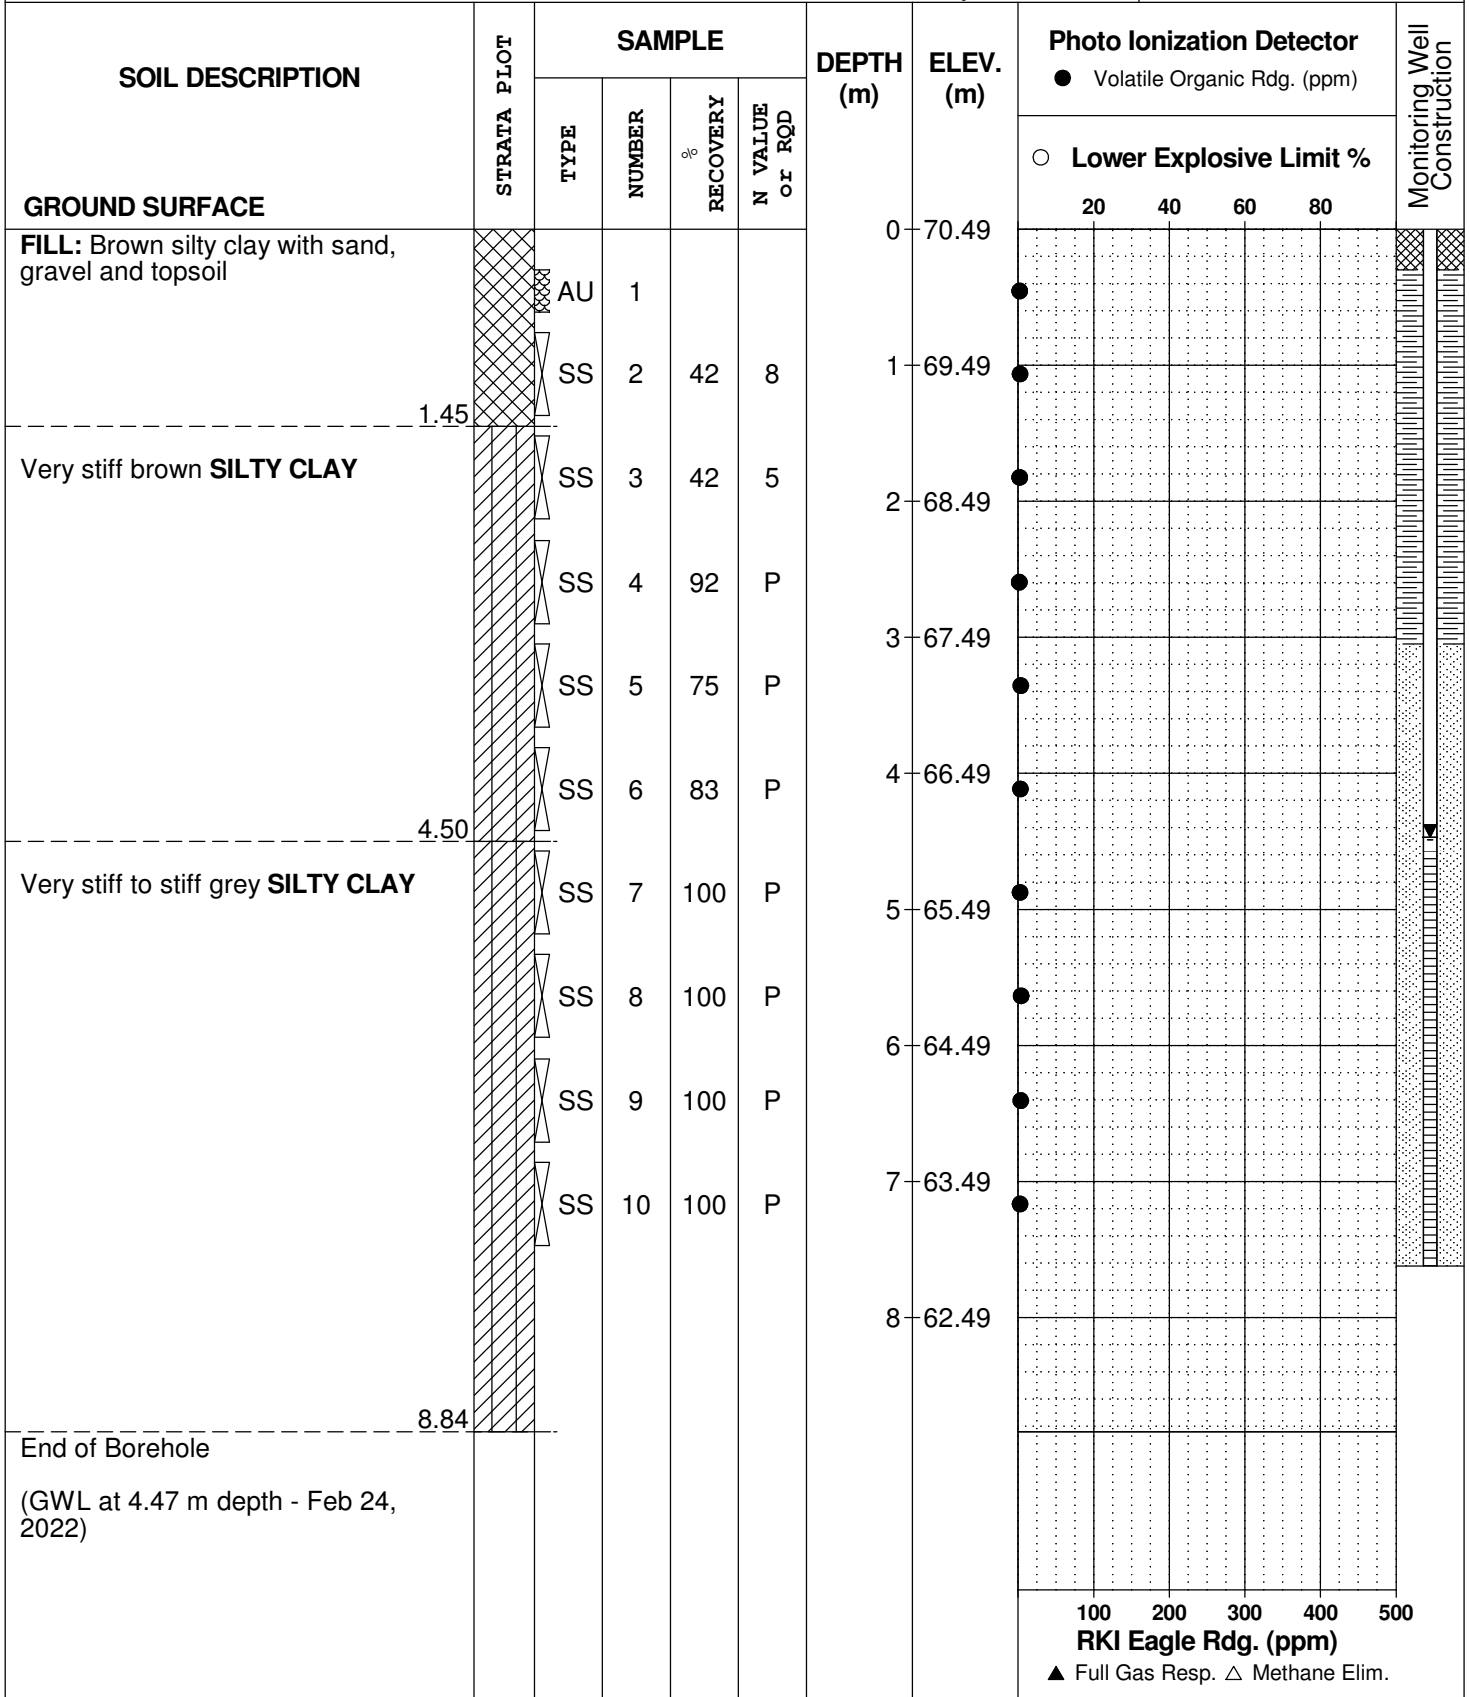 SOIL DESCRIPTION
GROUND SURFACE
STRATA PLOT
SAMPLE
TYPE
NUMBER
%
RECOVERY
N VALUE
or RQD
DEPTH
(m)
ELEV.
(m)
Photo Ionization Detector
● Volatile Organic Rdg. (ppm)
○ Lower Explosive Limit %
20 40 60 80
Monitoring Well
Construction
0 70.49
FILL: Brown silty clay with sand,
gravel and topsoil
AU 1
1 69.49
SS 2 42 8
1.45
Very stiff brown SILTY CLAY
SS 3 42 5
2 68.49
SS 4 92 P
3 67.49
SS 5 75 P
4 66.49
SS 6 83 P
4.50
Very stiff to stiff grey SILTY CLAY
SS 7 100 P
5 65.49
SS 8 100 P
6 64.49
SS 9 100 P
7 63.49
SS 10 100 P
8 62.49
8.84
End of Borehole
(GWL at 4.47 m depth - Feb 24,
2022)
100 200 300 400 500
RKI Eagle Rdg. (ppm)
▲ Full Gas Resp. △ Methane Elim.